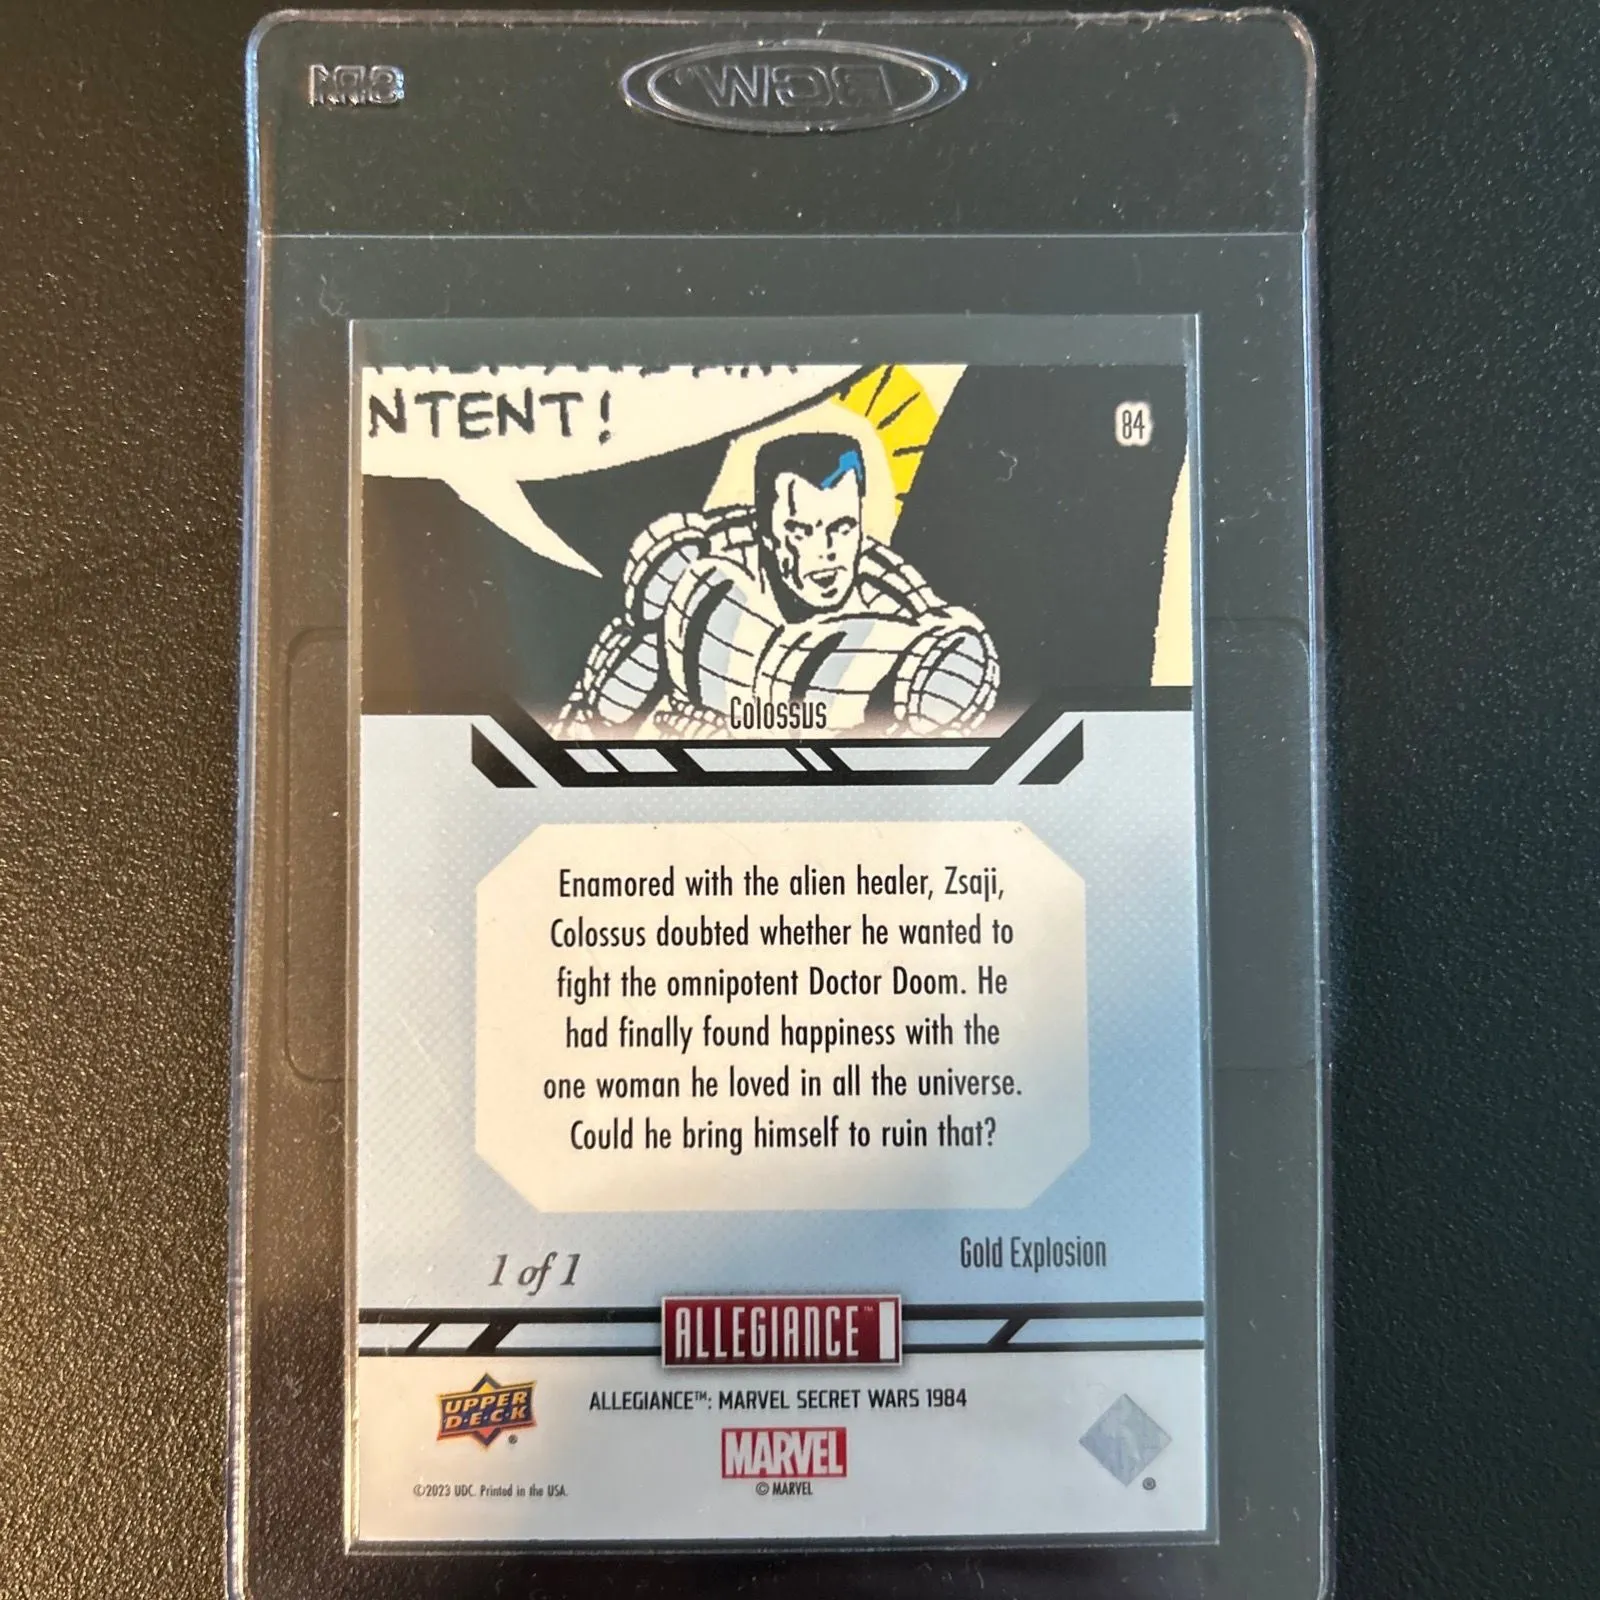 NTENT!
84
Colossus
Enamored with the alien healer, Zsaji,
Colossus doubted whether he wanted to
fight the omnipotent Doctor Doom. He
had finally found happiness with the
one woman he loved in all the universe.
Could he bring himself to ruin that?
1 of 1
Gold Explosion
ALLEGIANCE™
UPPER
D·E·C·K
®
ALLEGIANCE™: MARVEL SECRET WARS 1984
MARVEL
©2023 UDC. Printed in the USA.
© MARVEL
®